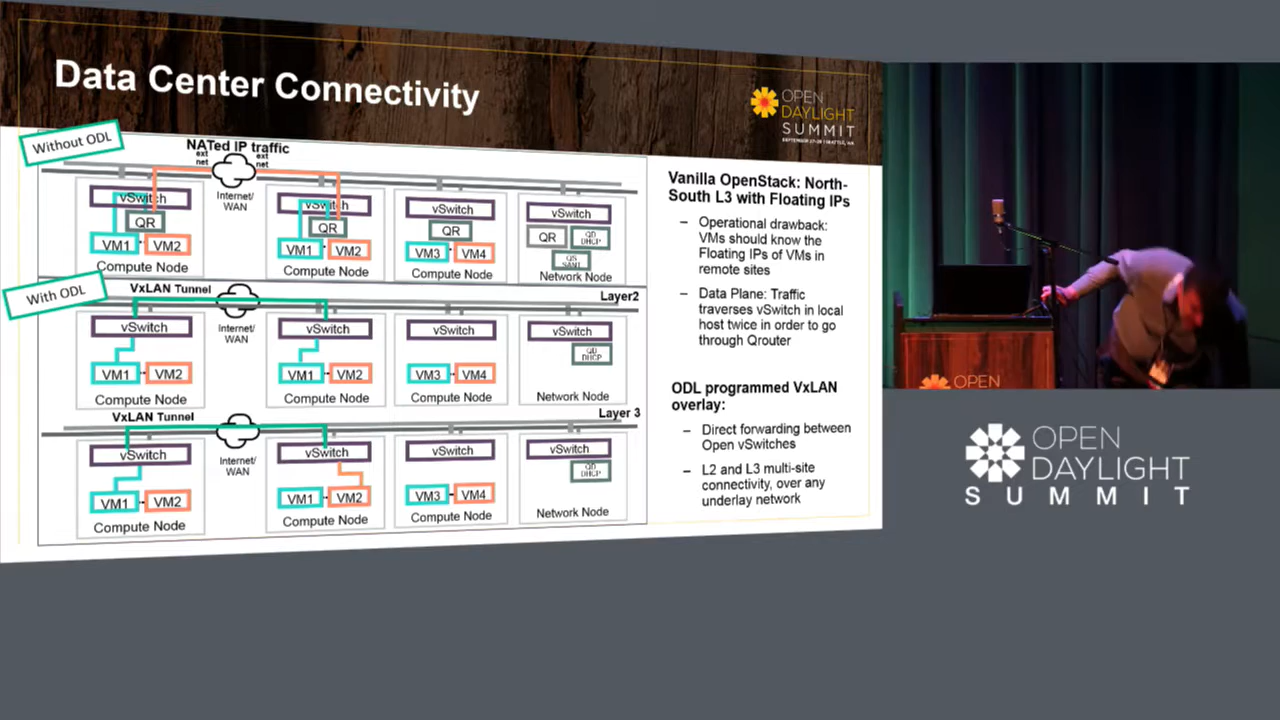 Data Center Connectivity
OPEN
DAYLIGHT
SUMMIT
Without ODL
NATed IP traffic
ext
net
ext
net
Internet/
WAN
vSwitch
QR
VM1
VM2
Compute Node
vSwitch
QR
VM1
VM2
Compute Node
vSwitch
QR
VM3
VM4
Compute Node
vSwitch
QR
QD
DHCP
Network Node
With ODL
VxLAN Tunnel
Layer2
Internet/
WAN
vSwitch
VM1
VM2
Compute Node
vSwitch
VM1
VM2
Compute Node
vSwitch
VM3
VM4
Compute Node
vSwitch
QD
DHCP
Network Node
VxLAN Tunnel
Layer 3
Internet/
WAN
vSwitch
VM1
VM2
Compute Node
vSwitch
VM1
VM2
Compute Node
vSwitch
VM3
VM4
Compute Node
vSwitch
QD
DHCP
Network Node
Vanilla OpenStack: North-
South L3 with Floating IPs
– Operational drawback:
VMs should know the
Floating IPs of VMs in
remote sites
– Data Plane: Traffic
traverses vSwitch in local
host twice in order to go
through Qrouter
ODL programmed VxLAN
overlay:
– Direct forwarding between
Open vSwitches
– L2 and L3 multi-site
connectivity, over any
underlay network
OPEN
OPEN
DAYLIGHT
SUMMIT